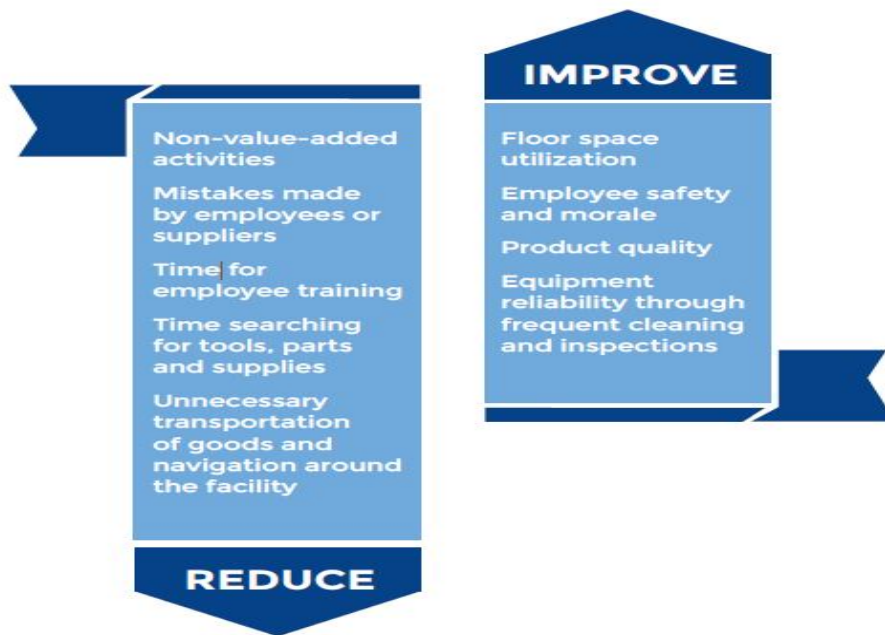 Non-value-added
activities
Mistakes made
by employees or
suppliers
Time for
employee training
Time searching
for tools, parts
and supplies
Unnecessary
transportation
of goods and
navigation around
the facility
REDUCE
IMPROVE
Floor space
utilization
Employee safety
and morale
Product quality
Equipment
reliability through
frequent cleaning
and inspections